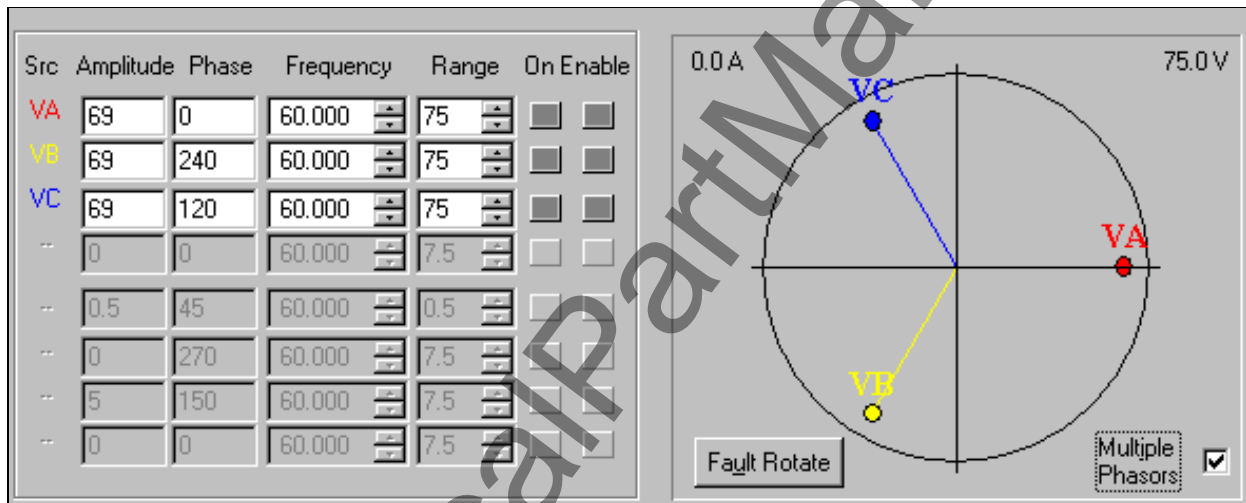 Src Amplitude Phase Frequency Range On Enable
VA 69 0 60.000 75
VB 69 240 60.000 75
VC 69 120 60.000 75
-- 0 0 60.000 7.5
-- 0.5 45 60.000 0.5
-- 0 270 60.000 7.5
-- 5 150 60.000 7.5
-- 0 0 60.000 7.5
0.0 A 75.0 V
VC
VA
VB
Fault Rotate
Multiple
Phasors